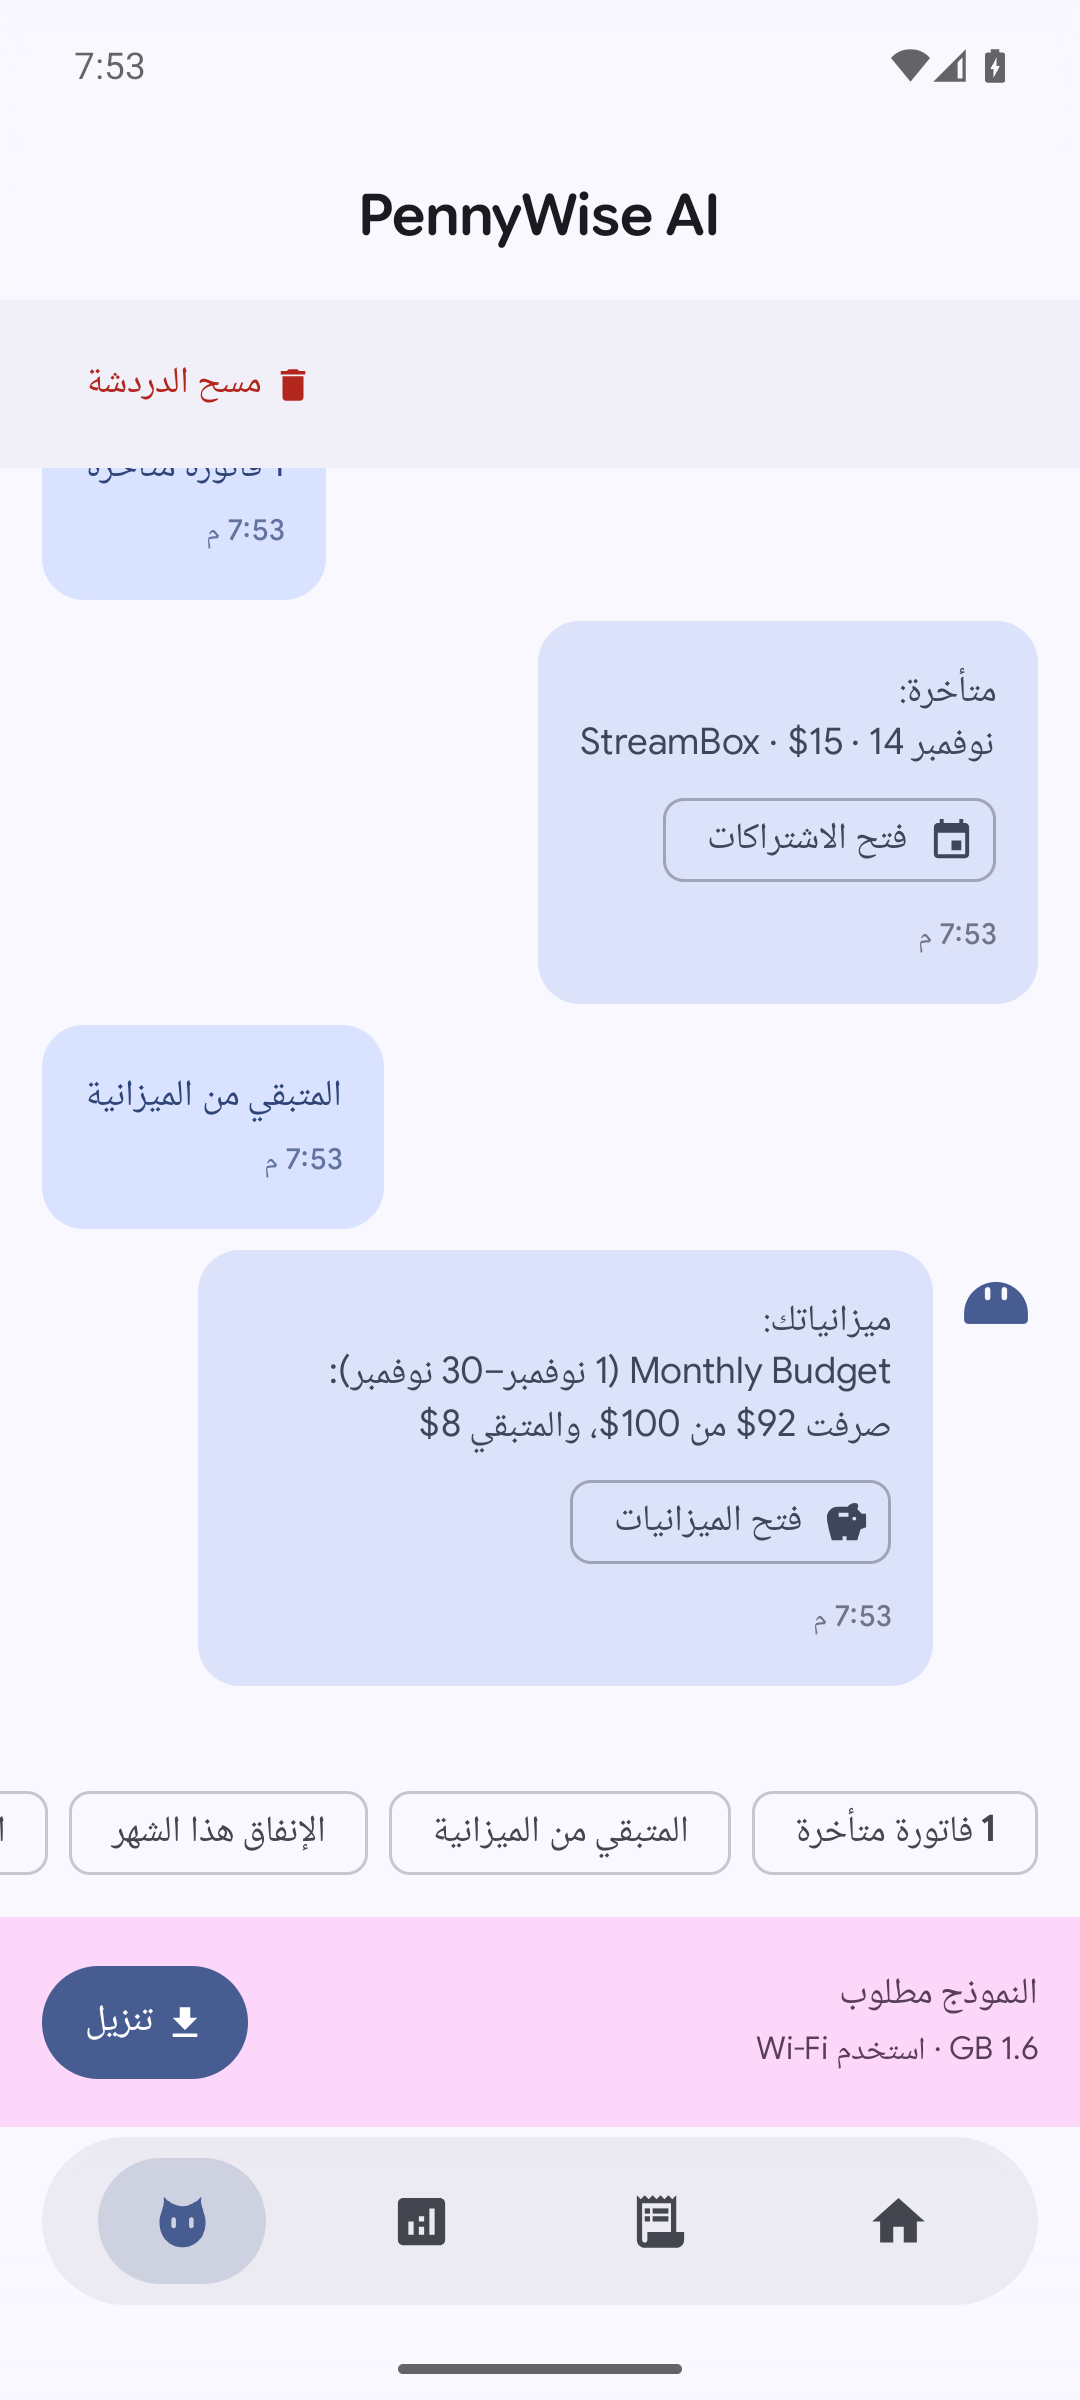 7:53
PennyWise AI
مسح الدردشة
1 فاتورة متأخرة
7:53 م
متأخرة:
StreamBox · $15 · 14 نوفمبر
فتح الاشتراكات
7:53 م
المتبقي من الميزانية
7:53 م
ميزانياتك:
Monthly Budget (1 نوفمبر–30 نوفمبر):
صرفت 92$ من 100$، والمتبقي 8$
فتح الميزانيات
7:53 م
1 فاتورة متأخرة
المتبقي من الميزانية
الإنفاق هذا الشهر
النموذج مطلوب
1.6 GB · استخدم Wi-Fi
تنزيل